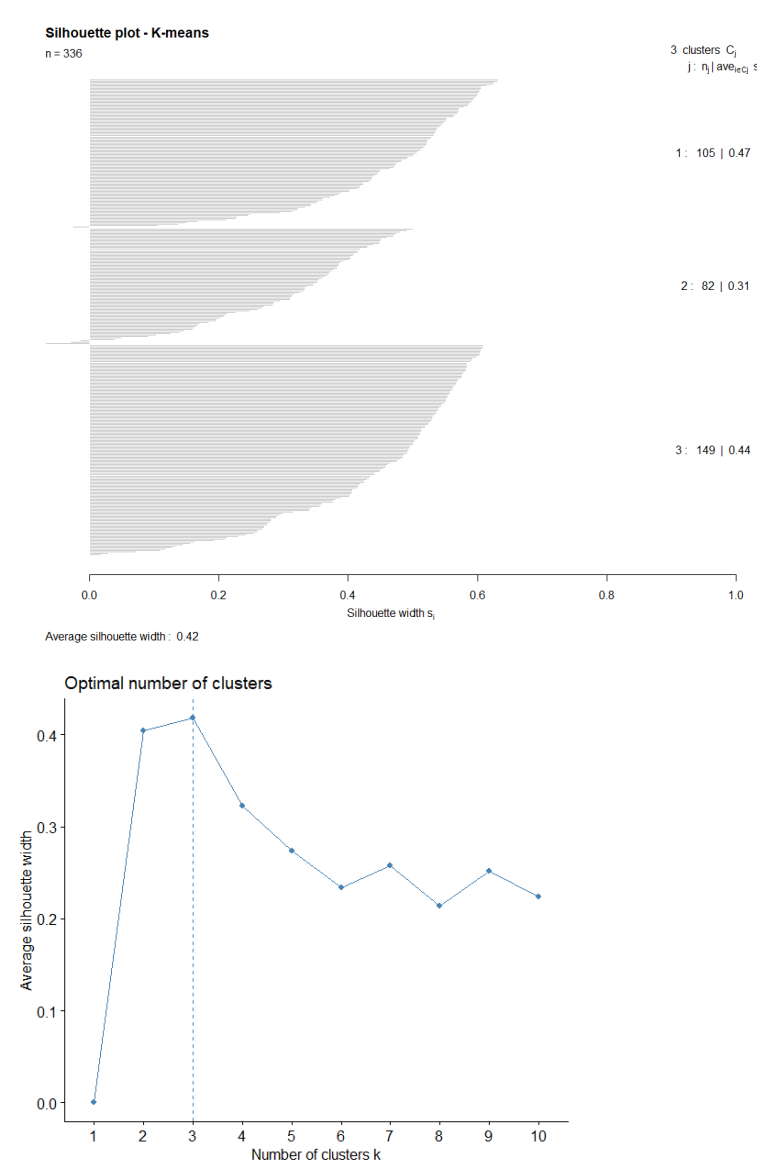 Silhouette plot - K-means
n = 336
3 clusters Cj
j : nj | avei∈Cj s
1 : 105 | 0.47
2 : 82 | 0.31
3 : 149 | 0.44
0.0 0.2 0.4 0.6 0.8 1.0
Silhouette width si
Average silhouette width : 0.42
Optimal number of clusters
0.4
0.3
0.2
0.1
0.0
Average silhouette width
1 2 3 4 5 6 7 8 9 10
Number of clusters k